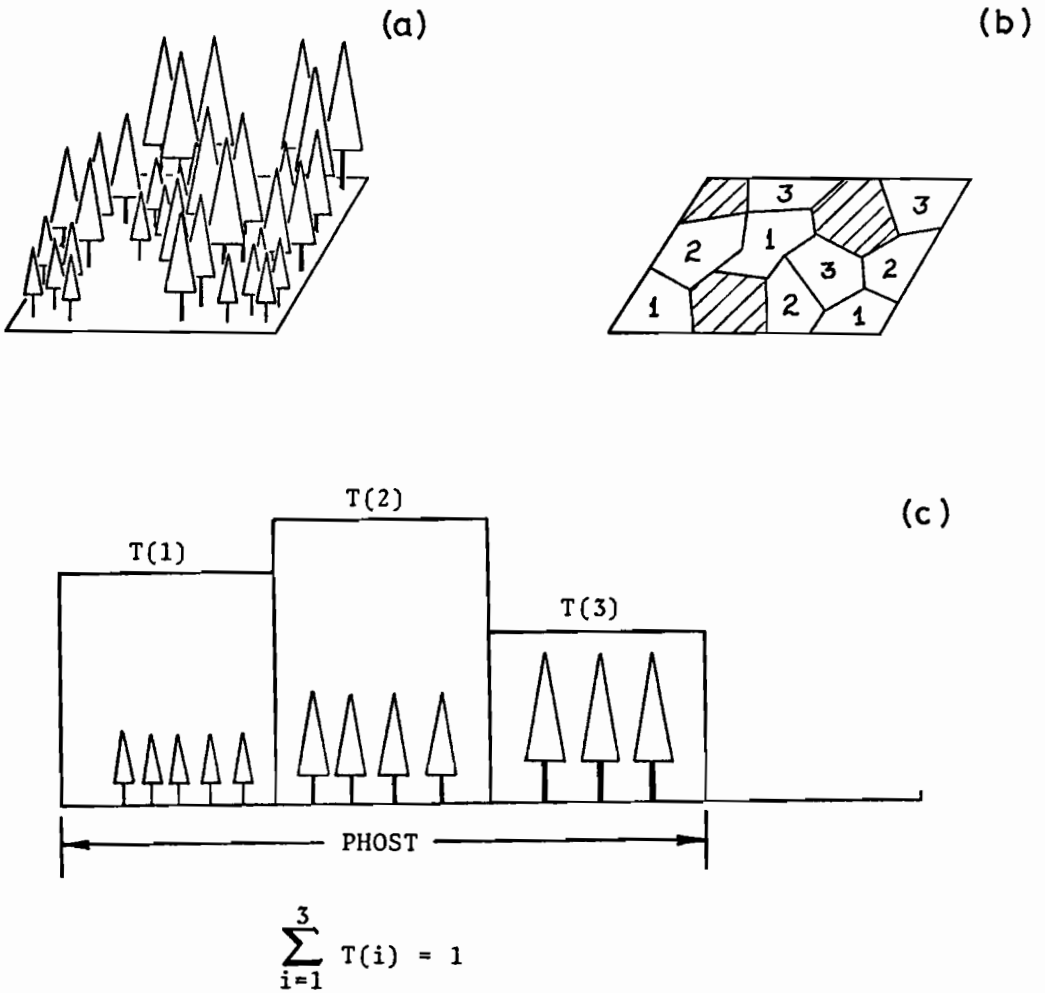 (a)
(b)
3
3
1
2
3
2
1
2
1
T(2)
(c)
T(1)
T(3)
PHOST
3
∑ T(i) = 1
i=1